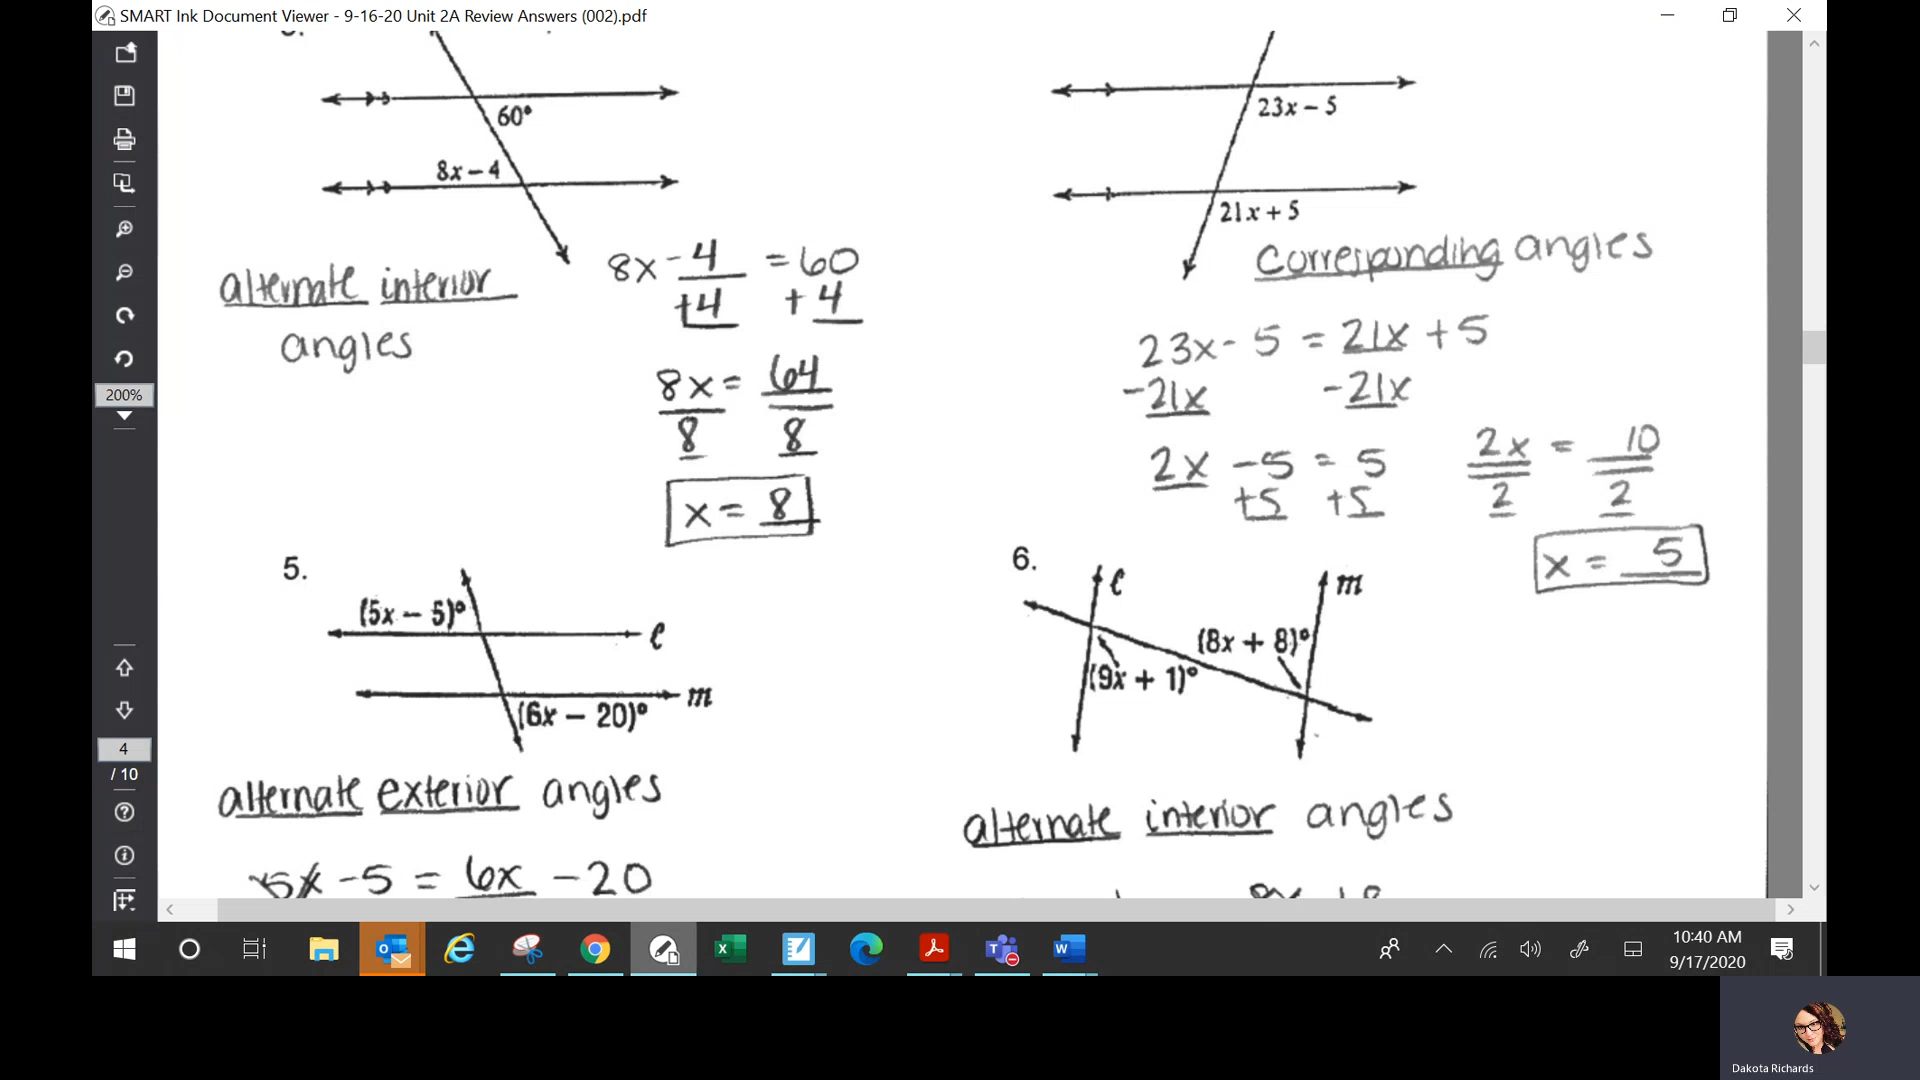 SMART Ink Document Viewer - 9-16-20 Unit 2A Review Answers (002).pdf
60°
8x – 4
alternate interior
angles
8x - 4 = 60
+4 + 4
8x = 64
8 8
x = 8
23x – 5
21x + 5
Corresponding angles
23x - 5 = 21x + 5
-21x -21x
2x -5 = 5
+5 +5
2x = 10
2 2
x = 5
5.
(5x – 5)°
ℓ
m
(6x – 20)°
alternate exterior angles
5x -5 = 6x -20
6.
ℓ
m
(8x + 8)°
(9x + 1)°
alternate interior angles
200%
4
/ 10
10:40 AM
9/17/2020
Dakota Richards